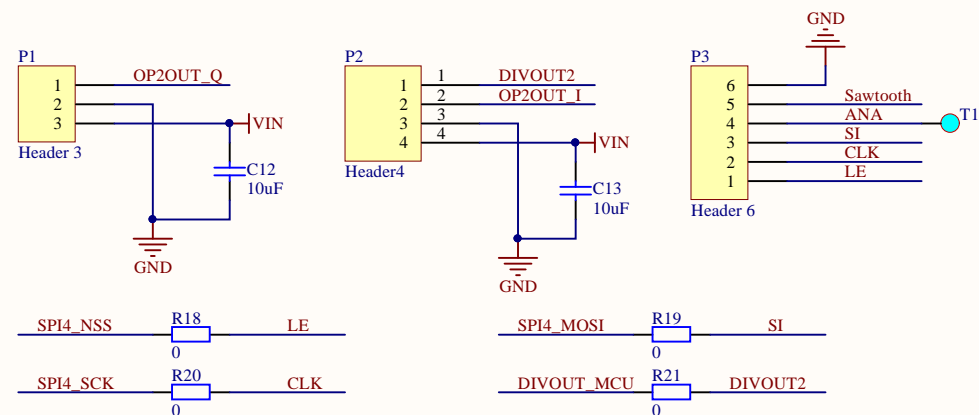 GND
P1
P2
P3
1 OP2OUT_Q
2
3 VIN
Header 3
C12
10uF
GND
1 1 DIVOUT2
2 2 OP2OUT_I
3 3
4 4 VIN
Header4
C13
10uF
GND
6
5 Sawtooth
4 ANA T1
3 SI
2 CLK
1 LE
Header 6
SPI4_NSS R18 LE
0
SPI4_MOSI R19 SI
0
SPI4_SCK R20 CLK
0
DIVOUT_MCU R21 DIVOUT2
0